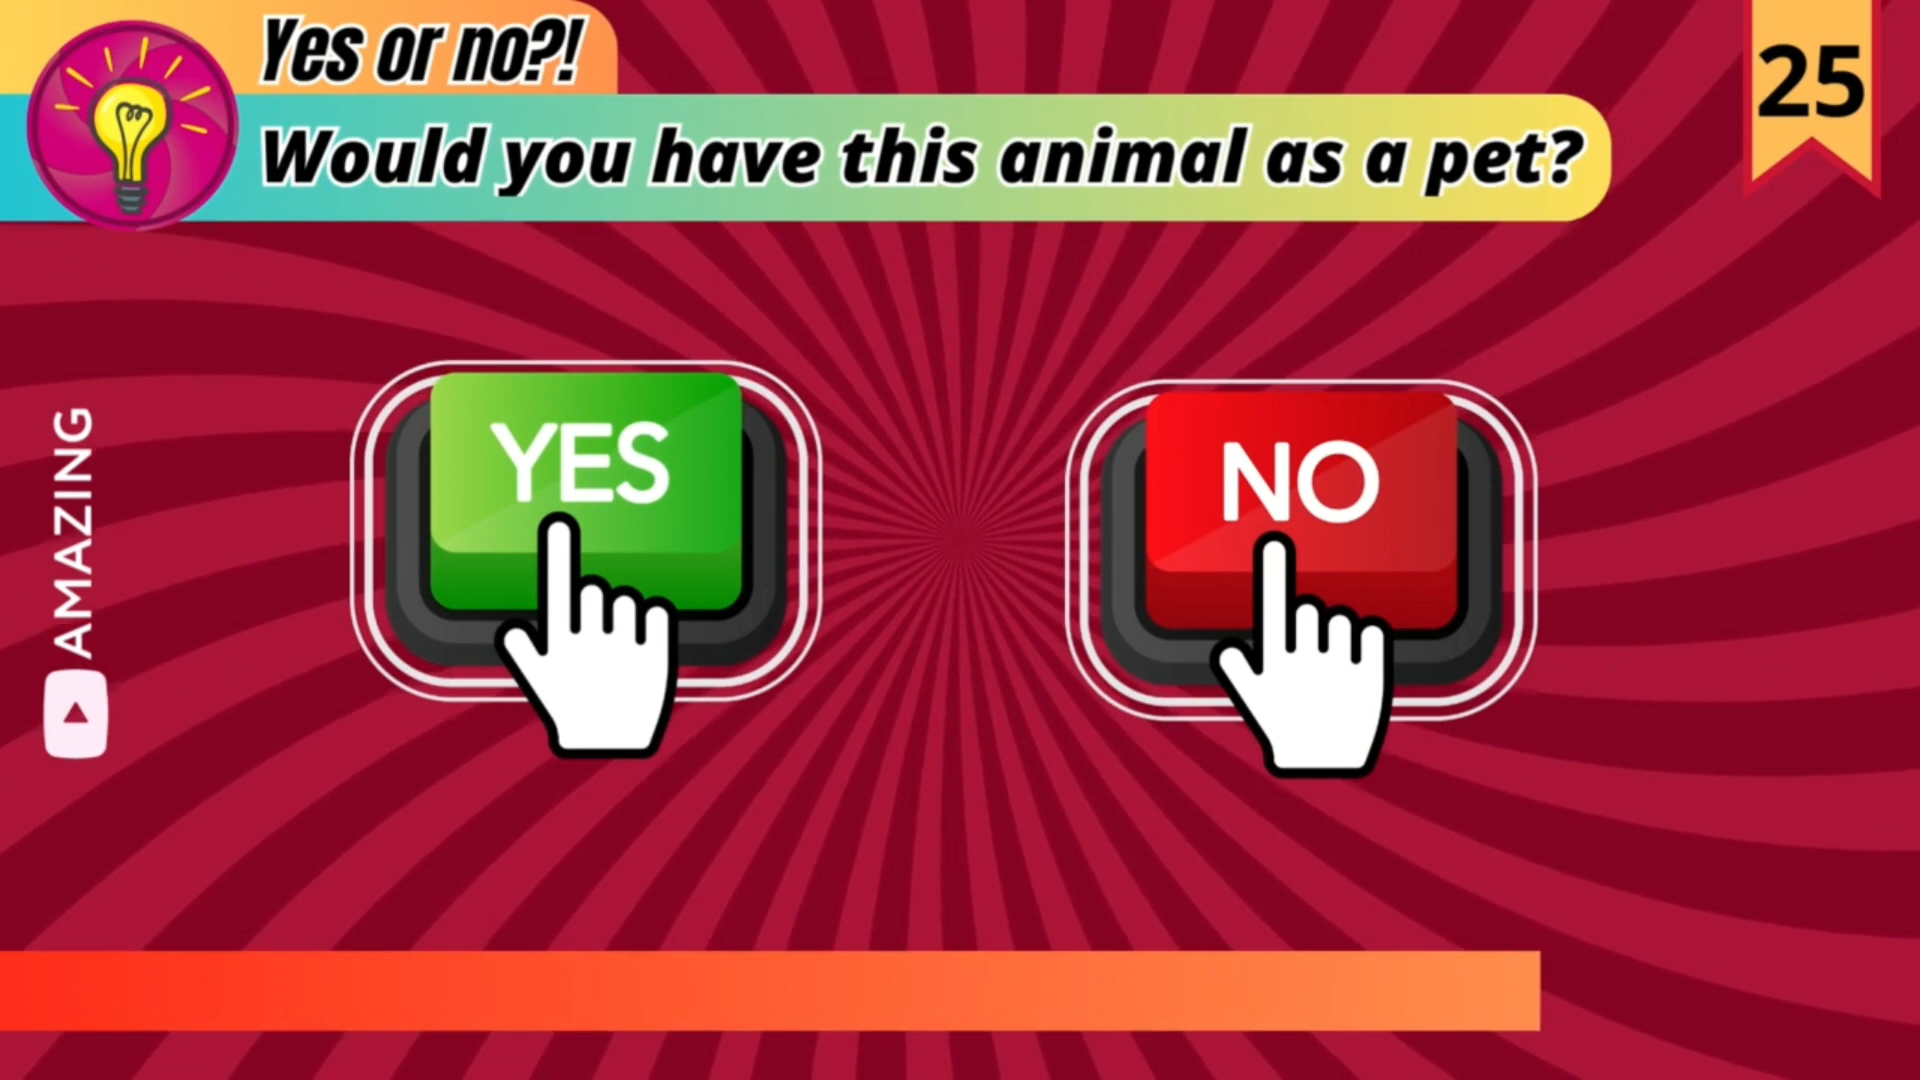 Yes or no?!
25
Would you have this animal as a pet?
YES
NO
AMAZING